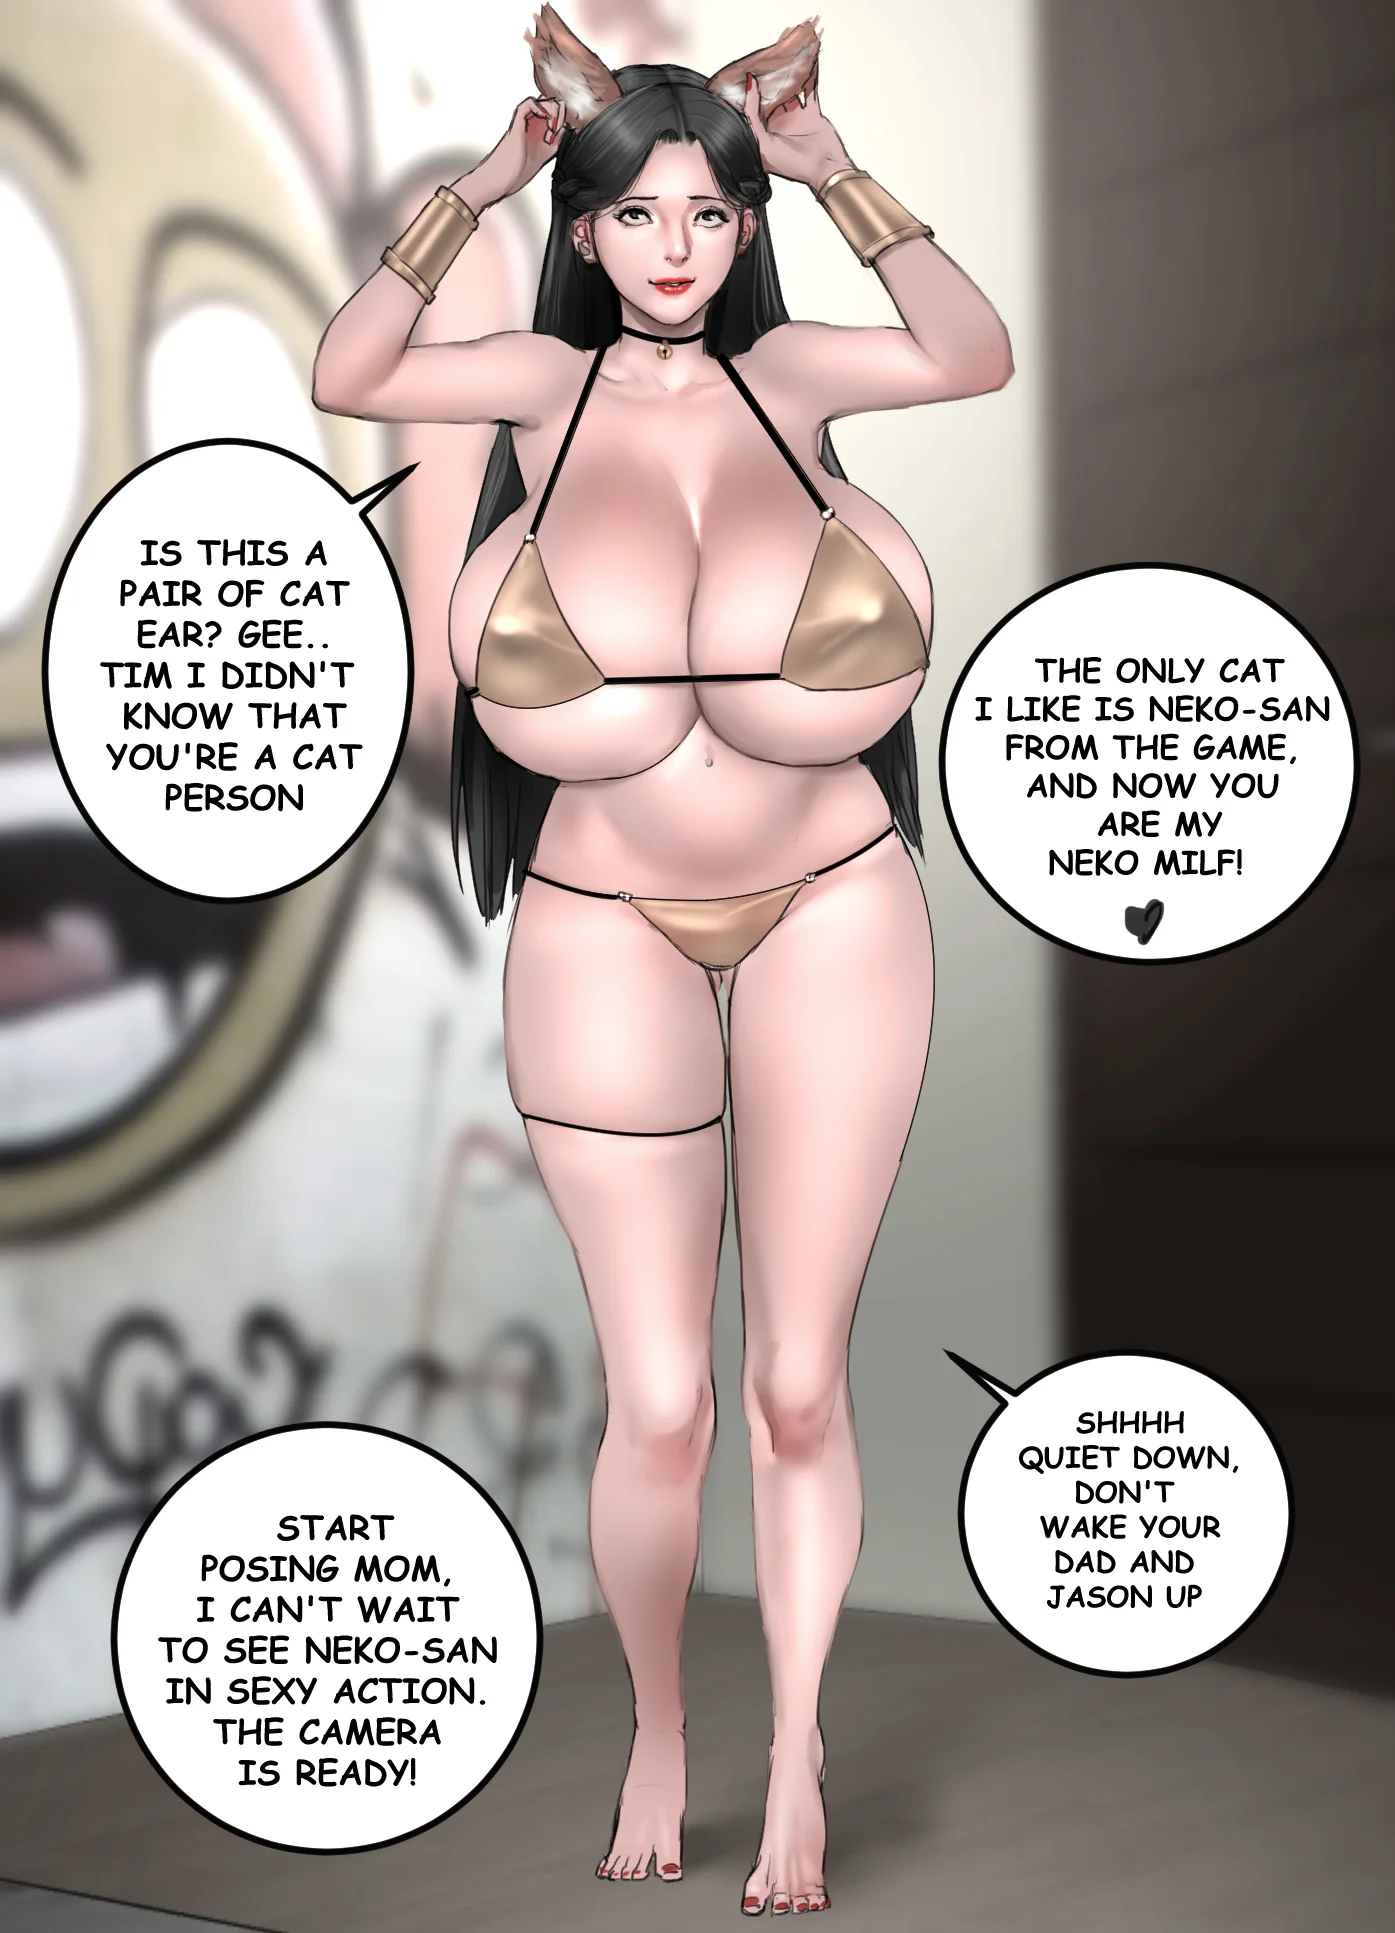 IS THIS A
PAIR OF CAT
EAR? GEE..
TIM I DIDN'T
KNOW THAT
YOU'RE A CAT
PERSON
THE ONLY CAT
I LIKE IS NEKO-SAN
FROM THE GAME,
AND NOW YOU
ARE MY
NEKO MILF!
SHHHH
QUIET DOWN,
DON'T
WAKE YOUR
DAD AND
JASON UP
START
POSING MOM,
I CAN'T WAIT
TO SEE NEKO-SAN
IN SEXY ACTION.
THE CAMERA
IS READY!